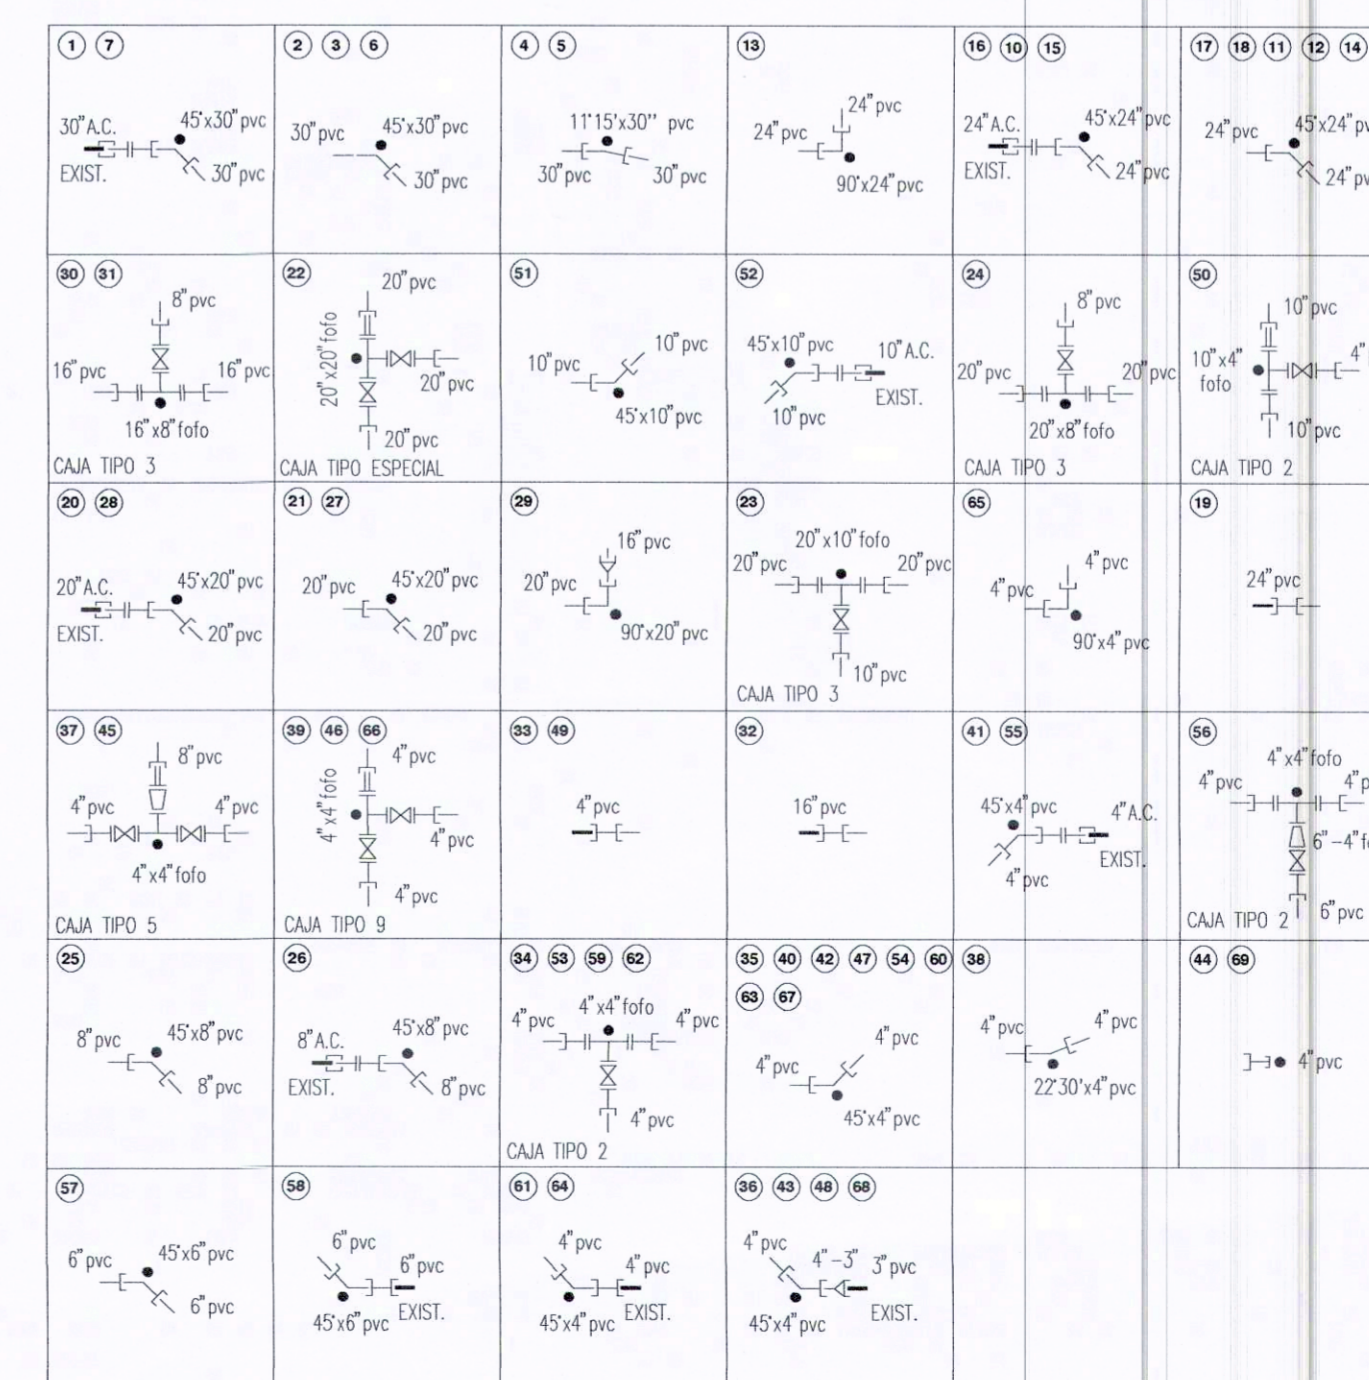 1 7
30" A.C.
45°x30" pvc
EXIST.
30" pvc
2 3 6
30" pvc
45°x30" pvc
30" pvc
4 5
11°15'x30'' pvc
30" pvc
30" pvc
13
24" pvc
24" pvc
90°x24" pvc
16 10 15
24" A.C.
45°x24" pvc
EXIST.
24" pvc
17 18 11 12 14
24" pvc
45°x24"
24"
30 31
8" pvc
16" pvc
16" pvc
16"x8" fofo
CAJA TIPO 3
22
20" pvc
20"x20" fofo
20" pvc
20" pvc
CAJA TIPO ESPECIAL
51
10" pvc
10" pvc
45°x10" pvc
52
45°x10" pvc
10" A.C.
EXIST.
10" pvc
24
8" pvc
20" pvc
20" pvc
20"x8" fofo
CAJA TIPO 3
50
10" pvc
10"x4"
fofo
4"
10" pvc
CAJA TIPO 2
20 28
20" A.C.
45°x20" pvc
EXIST.
20" pvc
21 27
20" pvc
45°x20" pvc
20" pvc
29
16" pvc
20" pvc
90°x20" pvc
23
20"x10" fofo
20" pvc
20" pvc
10" pvc
CAJA TIPO 3
65
4" pvc
4" pvc
90°x4" pvc
19
24" pvc
37 45
8" pvc
4" pvc
4" pvc
4"x4" fofo
CAJA TIPO 5
39 46 66
4" pvc
4"x4" fofo
4" pvc
4" pvc
CAJA TIPO 9
33 49
4" pvc
32
16" pvc
41 55
45°x4" pvc
4" A.C.
EXIST.
4" pvc
56
4"x4" fofo
4" pvc
4"
6"-4"
6" pvc
CAJA TIPO 2
25
8" pvc
45°x8" pvc
8" pvc
26
8" A.C.
45°x8" pvc
EXIST.
8" pvc
34 53 59 62
4"x4" fofo
4" pvc
4" pvc
4" pvc
CAJA TIPO 2
35 40 42 47 54 60
63 67
4" pvc
4" pvc
45°x4" pvc
38
4" pvc
4" pvc
22°30'x4" pvc
44 69
4" pvc
57
6" pvc
45°x6" pvc
6" pvc
58
6" pvc
6" pvc
EXIST.
45°x6" pvc
61 64
4" pvc
4" pvc
EXIST.
45°x4" pvc
36 43 48 68
4" pvc
4"-3"
3" pvc
EXIST.
45°x4" pvc